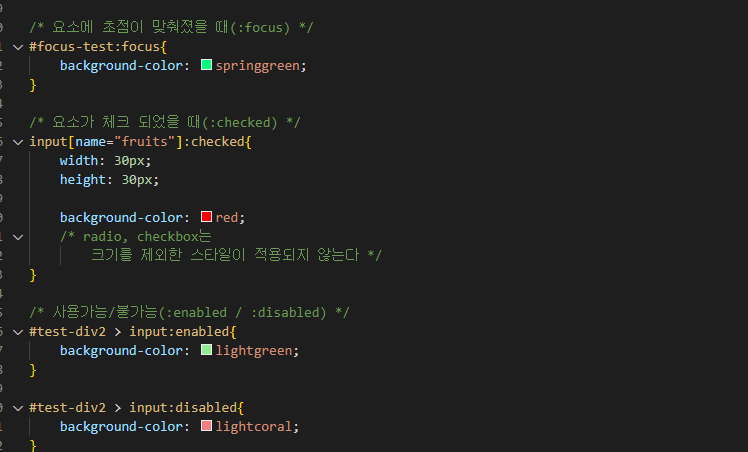 /* 요소에 초점이 맞춰졌을 때(:focus) */
#focus-test:focus{
background-color: springgreen;
}
/* 요소가 체크 되었을 때(:checked) */
input[name="fruits"]:checked{
width: 30px;
height: 30px;
background-color: red;
/* radio, checkbox는
크기를 제외한 스타일이 적용되지 않는다 */
}
/* 사용가능/불가능(:enabled / :disabled) */
#test-div2 > input:enabled{
background-color: lightgreen;
}
#test-div2 > input:disabled{
background-color: lightcoral;
}